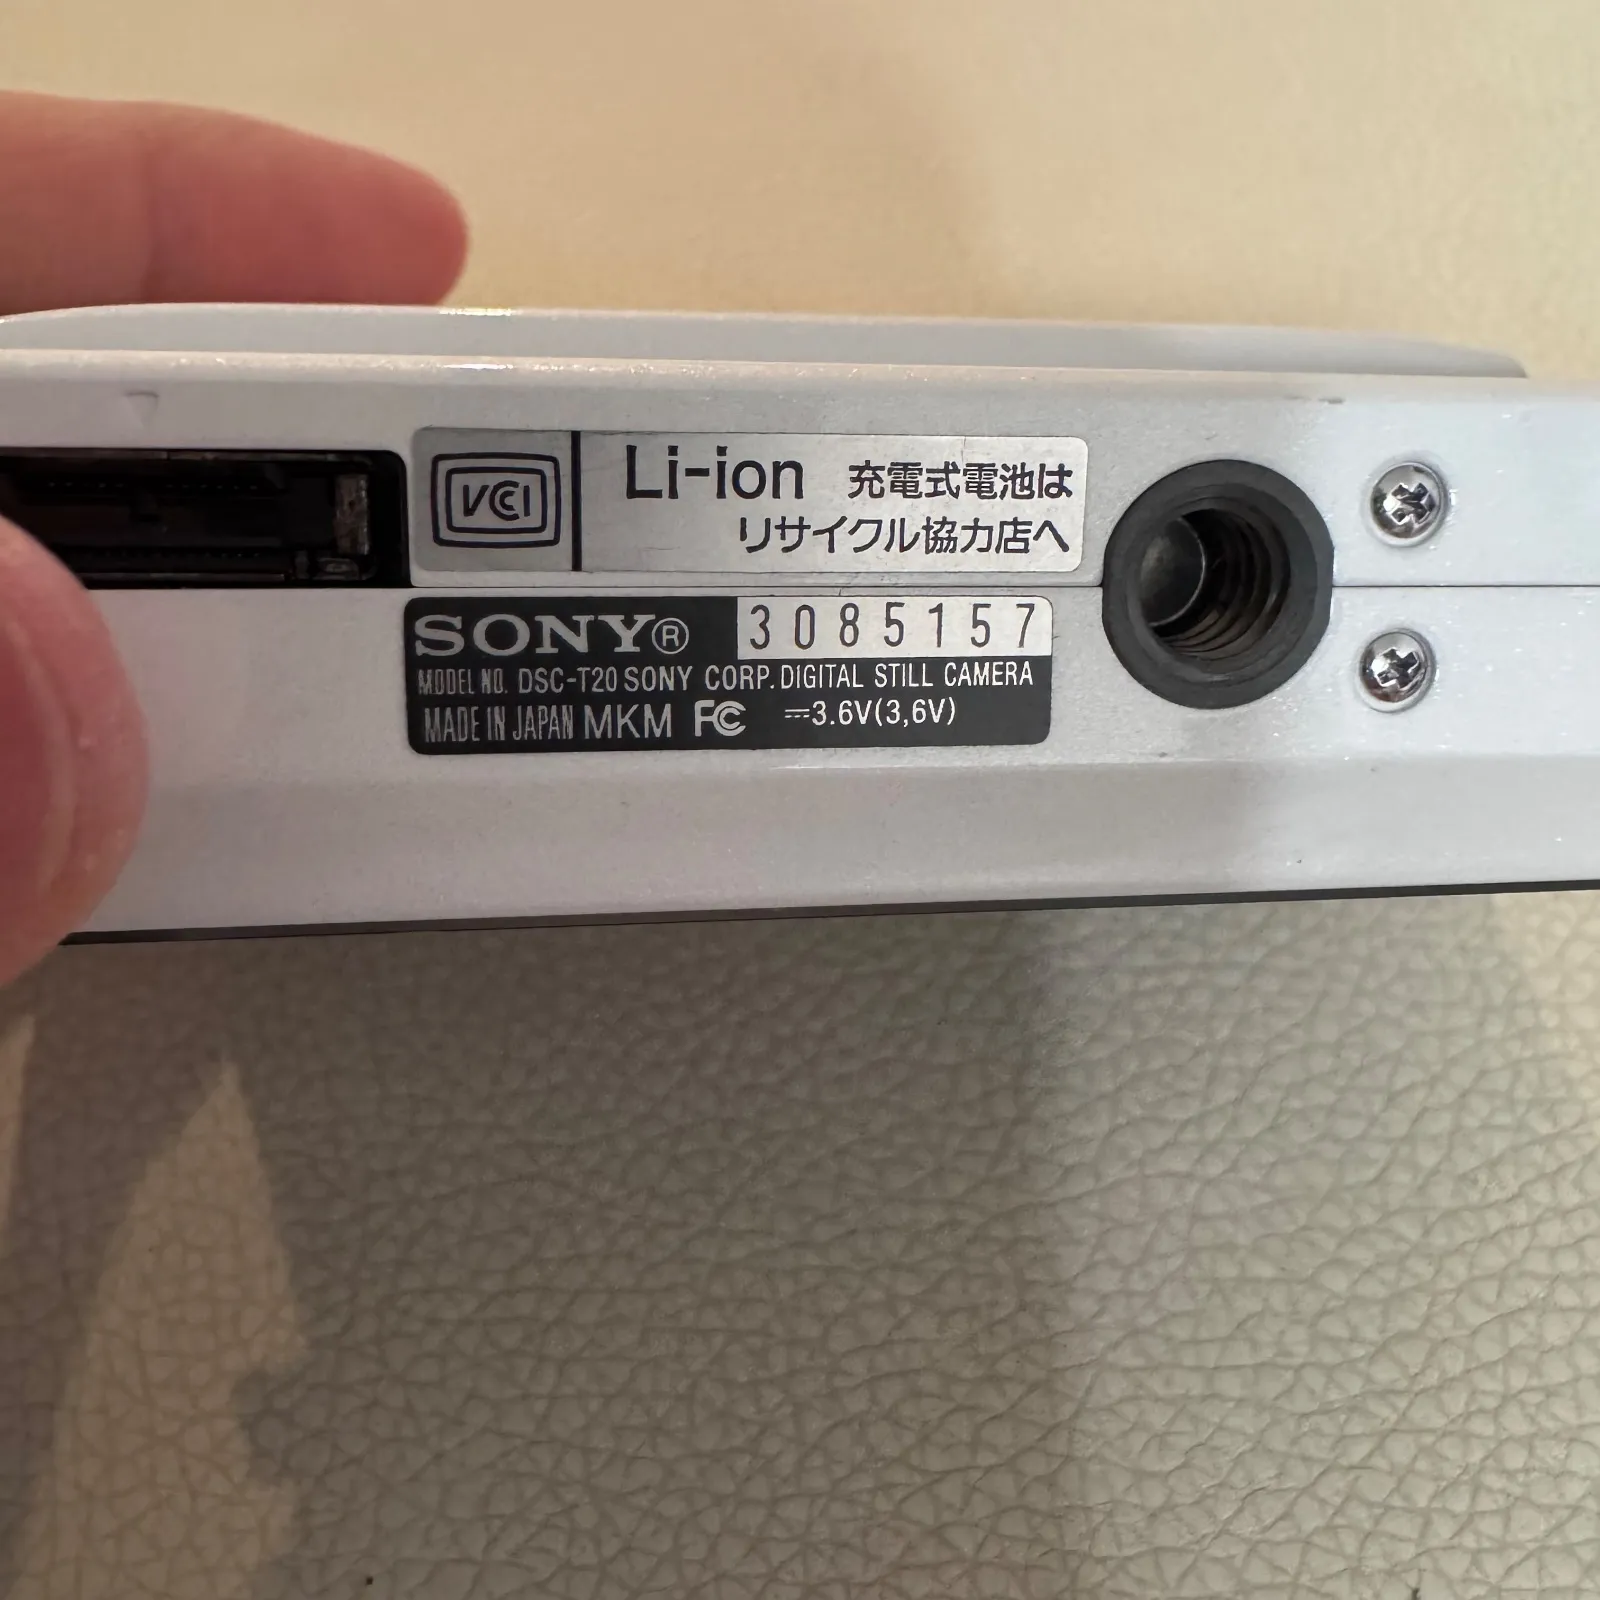 VCCI
Li-ion 充電式電池は
リサイクル協力店へ
SONY® 3085157
MODEL NO. DSC-T20 SONY CORP. DIGITAL STILL CAMERA
MADE IN JAPAN MKM FC ⎓3.6V(3,6V)